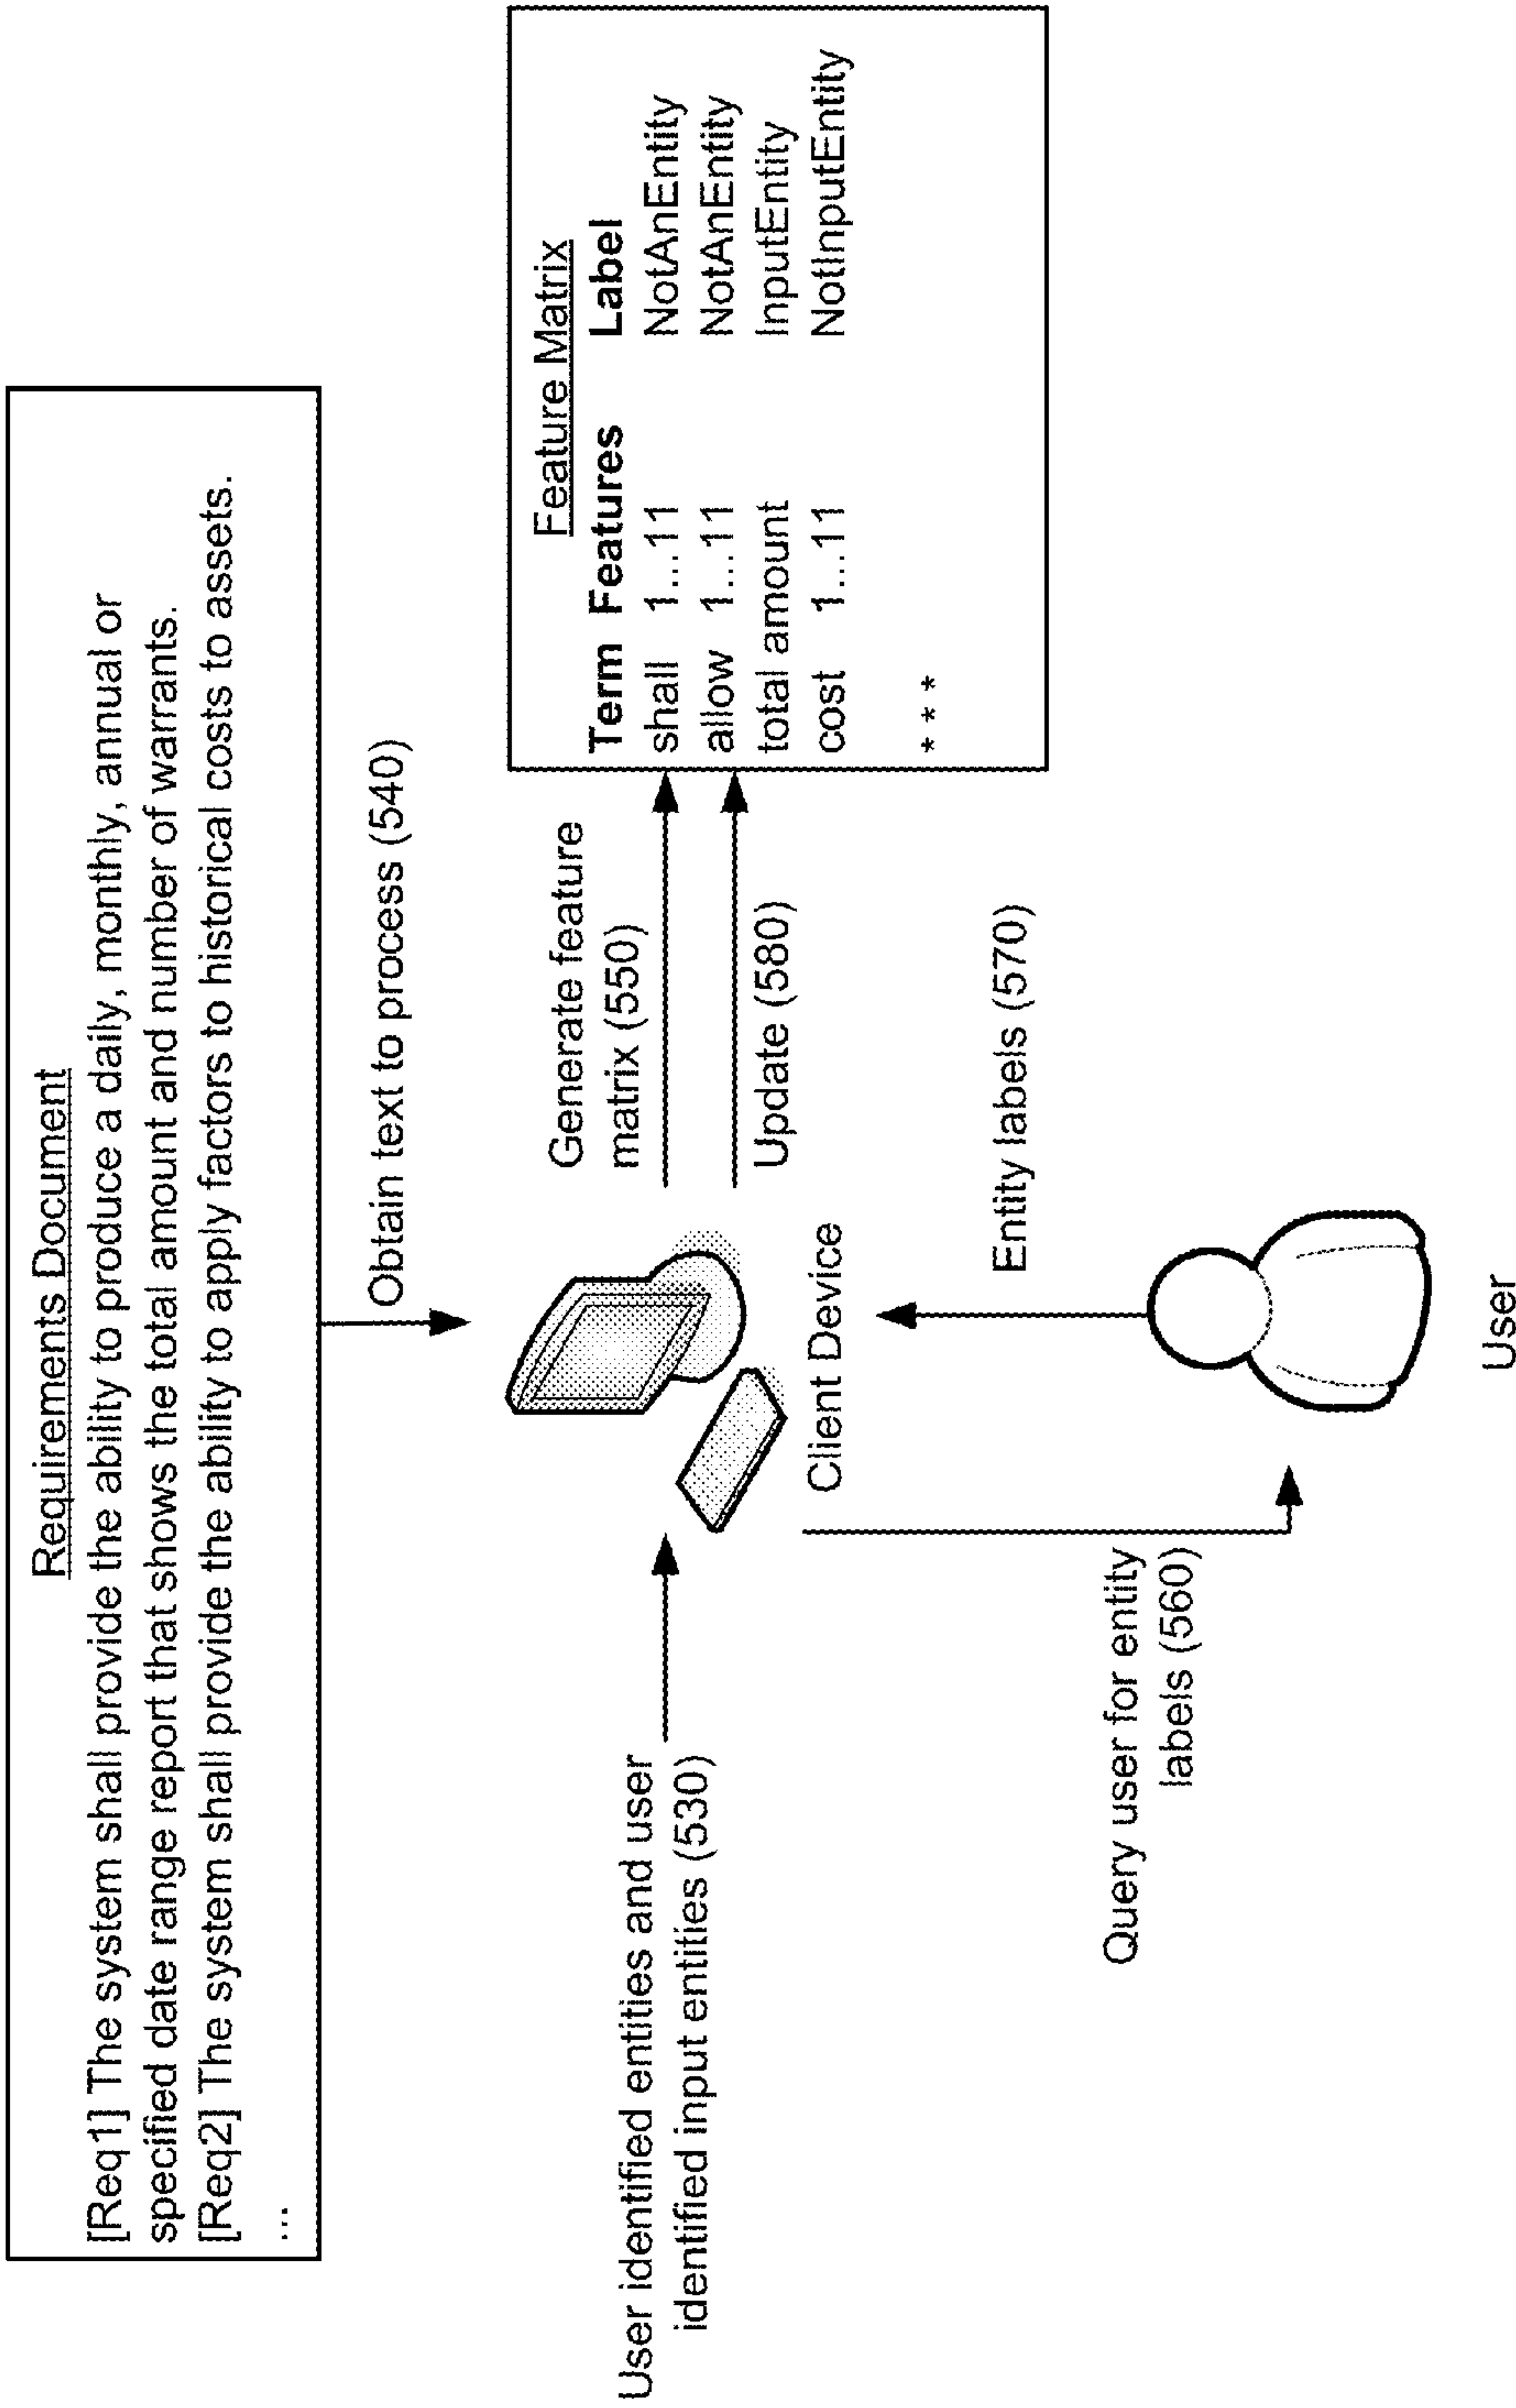 Requirements Document
[Req1] The system shall provide the ability to produce a daily, monthly, annual or
specified date range report that shows the total amount and number of warrants.
[Req2] The system shall provide the ability to apply factors to historical costs to assets.
...
Obtain text to process (540)
User identified entities and user
identified input entities (530)
Client Device
Generate feature
matrix (550)
Update (580)
Feature Matrix
Term Features Label
shall 1...11 NotAnEntity
allow 1...11 NotAnEntity
total amount InputEntity
cost 1...11 NotInputEntity
* * *
Query user for entity
labels (560)
Entity labels (570)
User